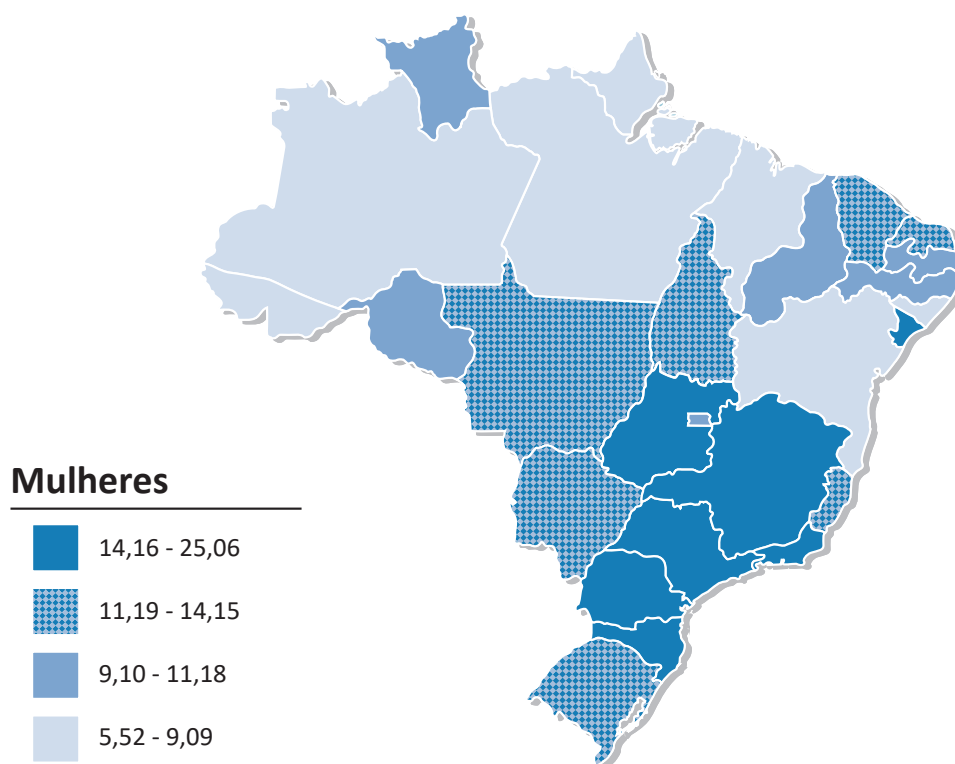 Mulheres
14,16 - 25,06
11,19 - 14,15
9,10 - 11,18
5,52 - 9,09